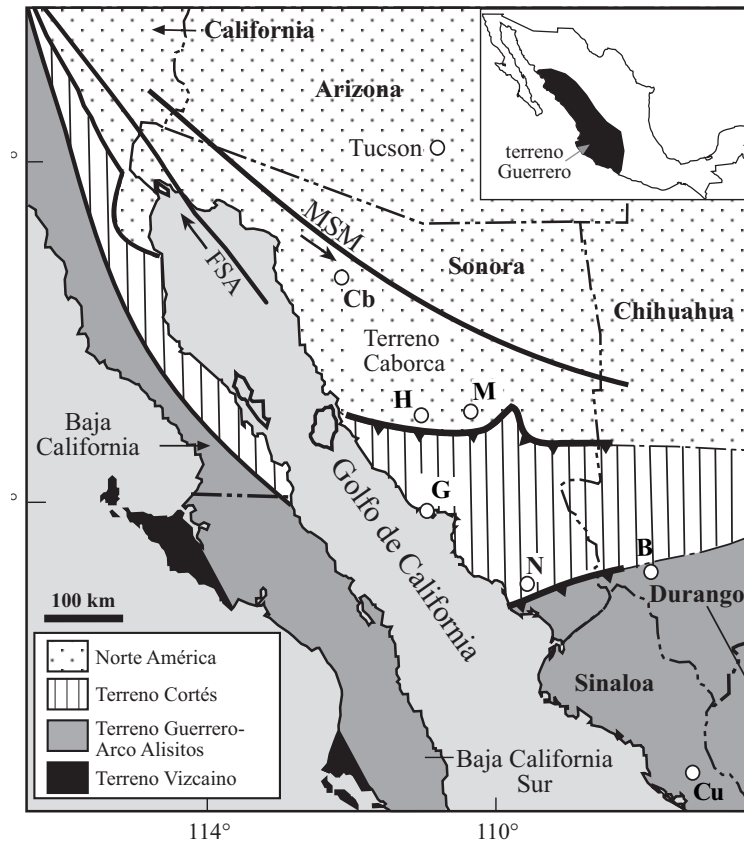 California
Arizona
Tucson
terreno
Guerrero
MSM
FSA
Sonora
Cb
Chihuahua
Terreno
Caborca
H
M
Baja
California
Golfo de California
G
N
B
100 km
Durango
Norte América
Terreno Cortés
Terreno Guerrero-
Arco Alisitos
Terreno Vizcaino
Sinaloa
Baja California
Sur
Cu
114°
110°
°
°